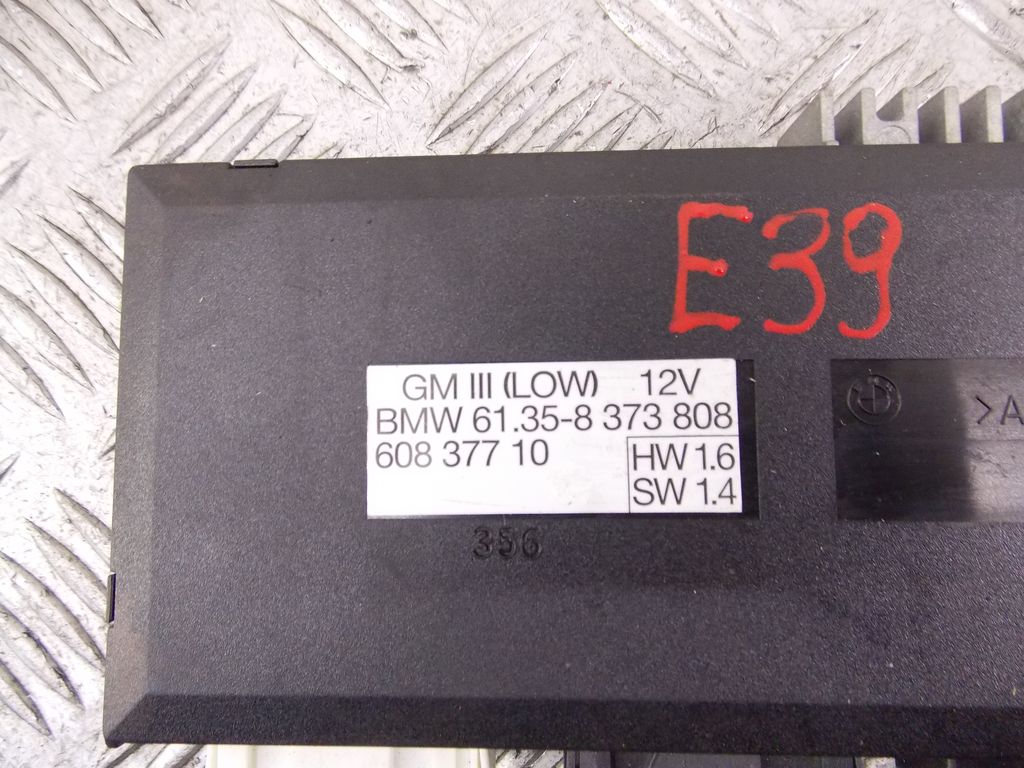 E39
GM III (LOW) 12V
BMW 61.35-8 373 808
608 377 10
HW 1.6
SW 1.4
>A
356